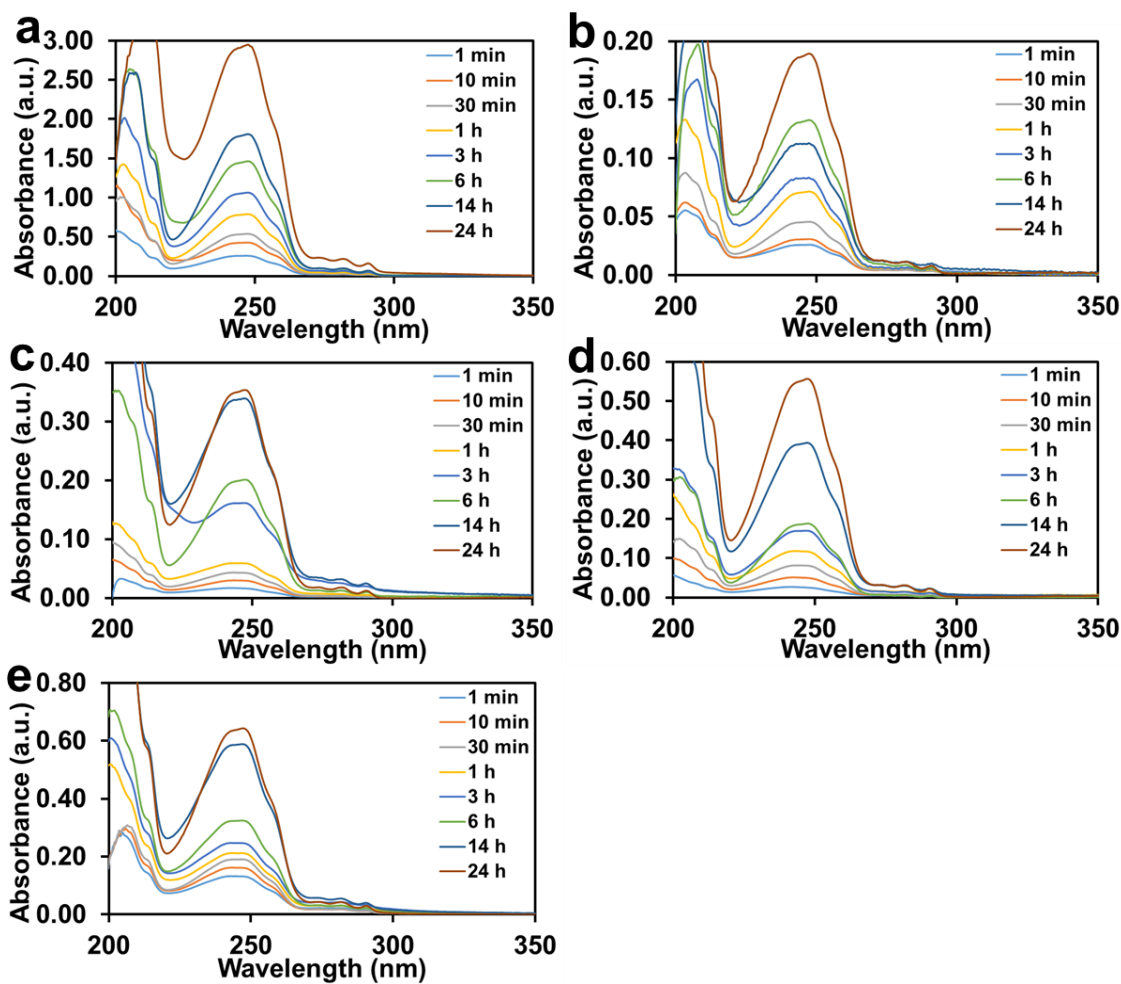 a
Absorbance (a.u.)
3.00
2.50
2.00
1.50
1.00
0.50
0.00
200 250 300 350
Wavelength (nm)
1 min
10 min
30 min
1 h
3 h
6 h
14 h
24 h
b
Absorbance (a.u.)
0.20
0.15
0.10
0.05
0.00
200 250 300 350
Wavelength (nm)
1 min
10 min
30 min
1 h
3 h
6 h
14 h
24 h
c
Absorbance (a.u.)
0.40
0.30
0.20
0.10
0.00
200 250 300 350
Wavelength (nm)
1 min
10 min
30 min
1 h
3 h
6 h
14 h
24 h
d
Absorbance (a.u.)
0.60
0.50
0.40
0.30
0.20
0.10
0.00
200 250 300 350
Wavelength (nm)
1 min
10 min
30 min
1 h
3 h
6 h
14 h
24 h
e
Absorbance (a.u.)
0.80
0.60
0.40
0.20
0.00
200 250 300 350
Wavelength (nm)
1 min
10 min
30 min
1 h
3 h
6 h
14 h
24 h